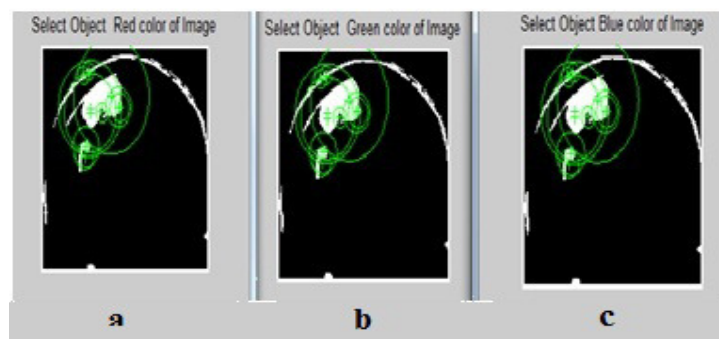 Select Object Red color of Image
Select Object Green color of Image
Select Object Blue color of Image
a
b
c